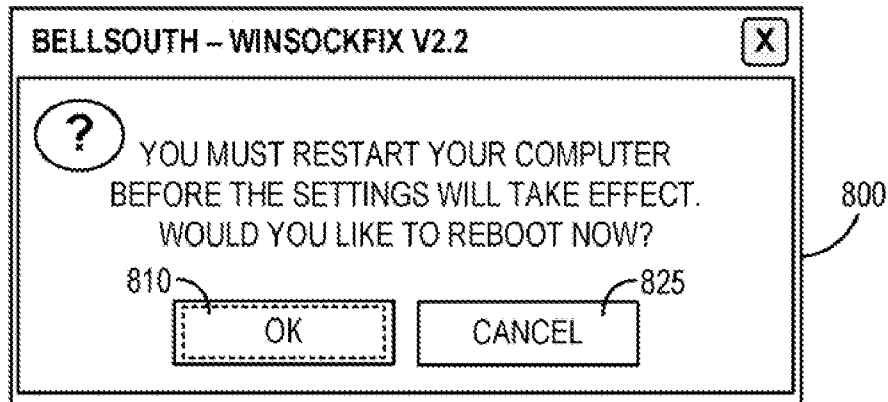 BELLSOUTH – WINSOCKFIX V2.2 X
?
YOU MUST RESTART YOUR COMPUTER
BEFORE THE SETTINGS WILL TAKE EFFECT.
WOULD YOU LIKE TO REBOOT NOW?
800
810 825
OK CANCEL